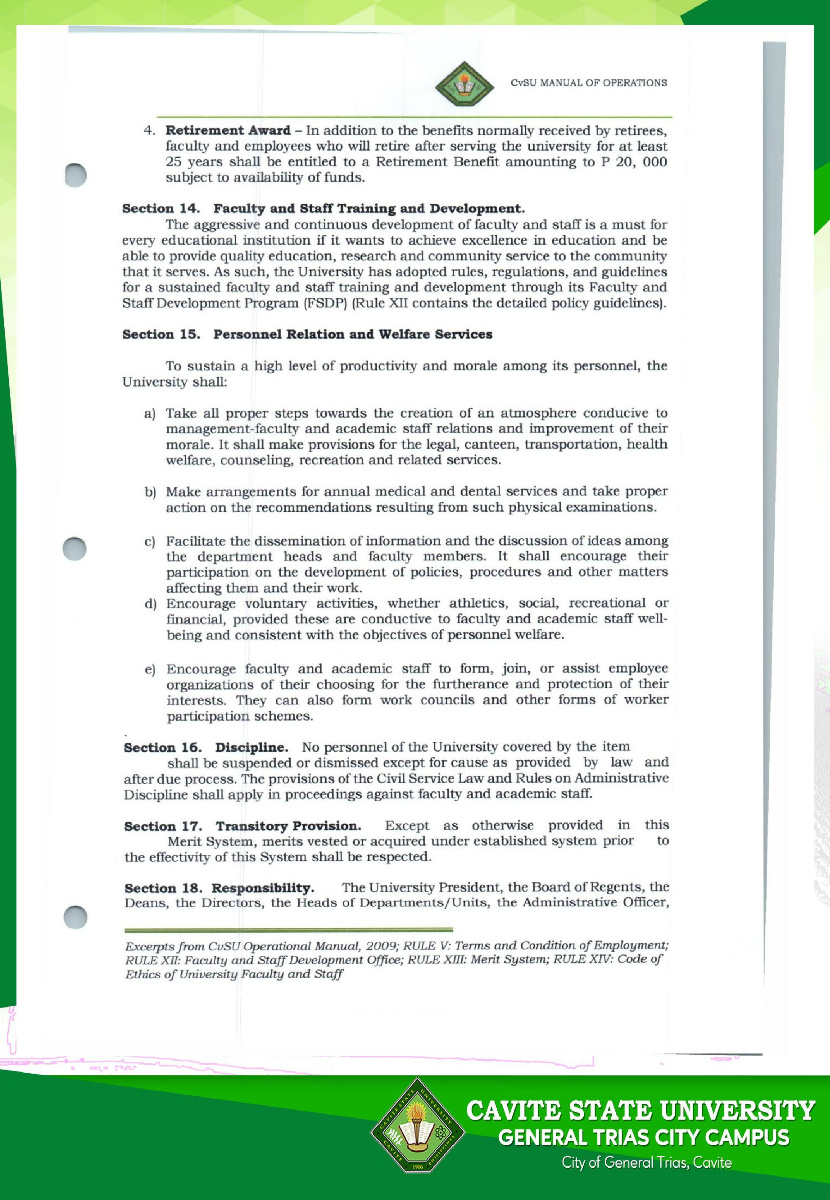 CvSU MANUAL OF OPERATIONS
4. Retirement Award – In addition to the benefits normally received by retirees,
faculty and employees who will retire after serving the university for at least
25 years shall be entitled to a Retirement Benefit amounting to P 20, 000
subject to availability of funds.
Section 14. Faculty and Staff Training and Development.
The aggressive and continuous development of faculty and staff is a must for
every educational institution if it wants to achieve excellence in education and be
able to provide quality education, research and community service to the community
that it serves. As such, the University has adopted rules, regulations, and guidelines
for a sustained faculty and staff training and development through its Faculty and
Staff Development Program (FSDP) (Rule XII contains the detailed policy guidelines).
Section 15. Personnel Relation and Welfare Services
To sustain a high level of productivity and morale among its personnel, the
University shall:
a) Take all proper steps towards the creation of an atmosphere conducive to
management-faculty and academic staff relations and improvement of their
morale. It shall make provisions for the legal, canteen, transportation, health
welfare, counseling, recreation and related services.
b) Make arrangements for annual medical and dental services and take proper
action on the recommendations resulting from such physical examinations.
c) Facilitate the dissemination of information and the discussion of ideas among
the department heads and faculty members. It shall encourage their
participation on the development of policies, procedures and other matters
affecting them and their work.
d) Encourage voluntary activities, whether athletics, social, recreational or
financial, provided these are conductive to faculty and academic staff well-
being and consistent with the objectives of personnel welfare.
e) Encourage faculty and academic staff to form, join, or assist employee
organizations of their choosing for the furtherance and protection of their
interests. They can also form work councils and other forms of worker
participation schemes.
Section 16. Discipline. No personnel of the University covered by the item
shall be suspended or dismissed except for cause as provided by law and
after due process. The provisions of the Civil Service Law and Rules on Administrative
Discipline shall apply in proceedings against faculty and academic staff.
Section 17. Transitory Provision. Except as otherwise provided in this
Merit System, merits vested or acquired under established system prior to
the effectivity of this System shall be respected.
Section 18. Responsibility. The University President, the Board of Regents, the
Deans, the Directors, the Heads of Departments/Units, the Administrative Officer,
Excerpts from CvSU Operational Manual, 2009; RULE V: Terms and Condition of Employment;
RULE XII: Faculty and Staff Development Office; RULE XIII: Merit System; RULE XIV: Code of
Ethics of University Faculty and Staff
CAVITE STATE UNIVERSITY
GENERAL TRIAS CITY CAMPUS
City of General Trias, Cavite
1906